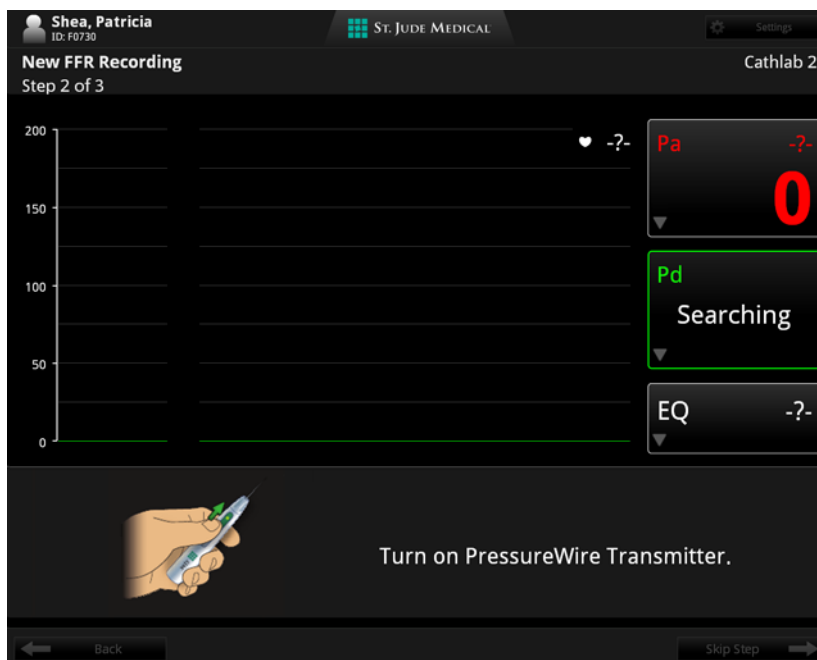 Shea, Patricia
ID: F0730
ST. JUDE MEDICAL
Settings
New FFR Recording
Cathlab 2
Step 2 of 3
200
150
100
50
0
-?-
Pa -?-
0
Pd
Searching
EQ -?-
Turn on PressureWire Transmitter.
Back
Skip Step